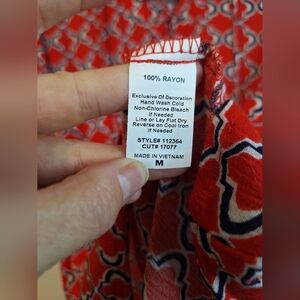 100% RAYON
Exclusive Of Decoration
Hand Wash Cold
Non-Chlorine Bleach
If Needed
Line or Lay Flat Dry
Reverse on Cool Iron
If Needed
STYLE# 112364
CUT# 17077
MADE IN VIETNAM
M